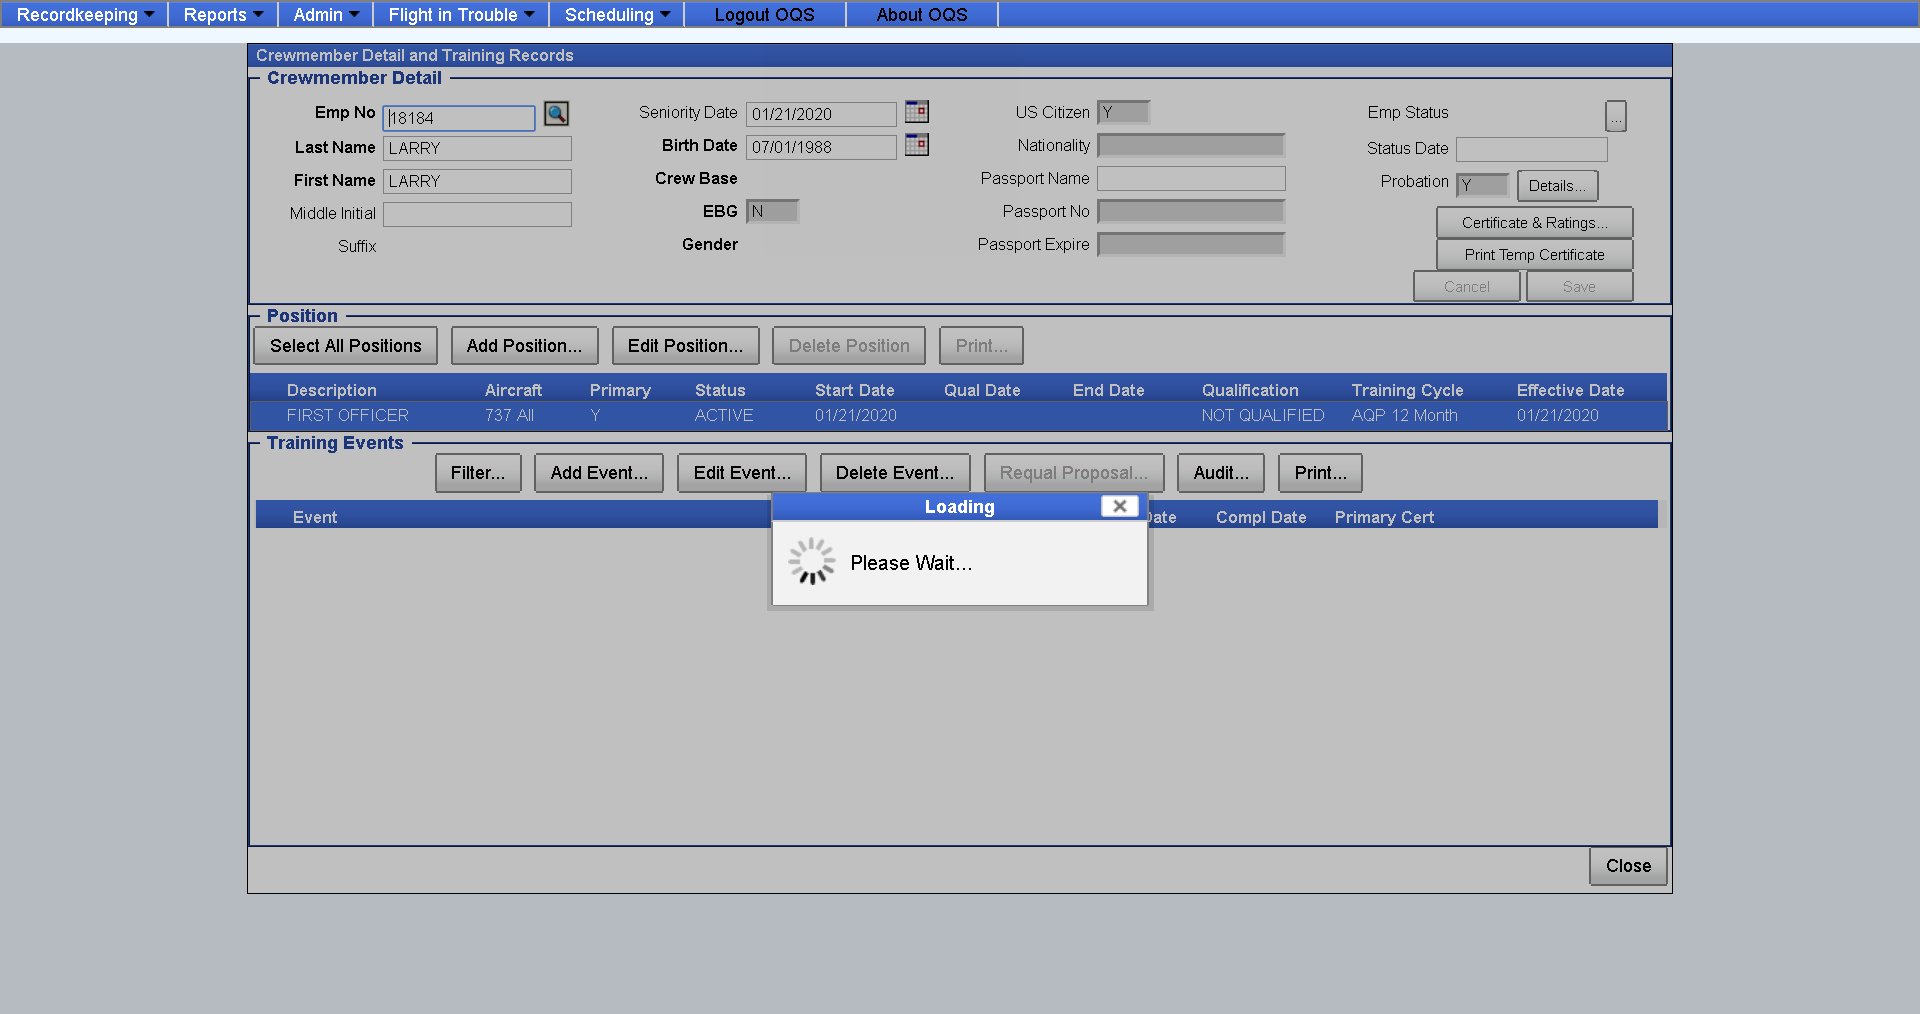 Recordkeeping Reports Admin Flight in Trouble Scheduling Logout OQS About OQS
Crewmember Detail and Training Records
Crewmember Detail
Emp No 18184 Seniority Date 01/21/2020 US Citizen Y Emp Status ...
Last Name LARRY Birth Date 07/01/1988 Nationality Status Date
First Name LARRY Crew Base Passport Name Probation Y Details...
Middle Initial EBG N Passport No Certificate & Ratings...
Suffix Gender Passport Expire Print Temp Certificate
Cancel Save
Position
Select All Positions Add Position... Edit Position... Delete Position Print...
Description Aircraft Primary Status Start Date Qual Date End Date Qualification Training Cycle Effective Date
FIRST OFFICER 737 All Y ACTIVE 01/21/2020 NOT QUALIFIED AQP 12 Month 01/21/2020
Training Events
Filter... Add Event... Edit Event... Delete Event... Requal Proposal... Audit... Print...
Loading
Event Compl Date Primary Cert
Please Wait...
Close